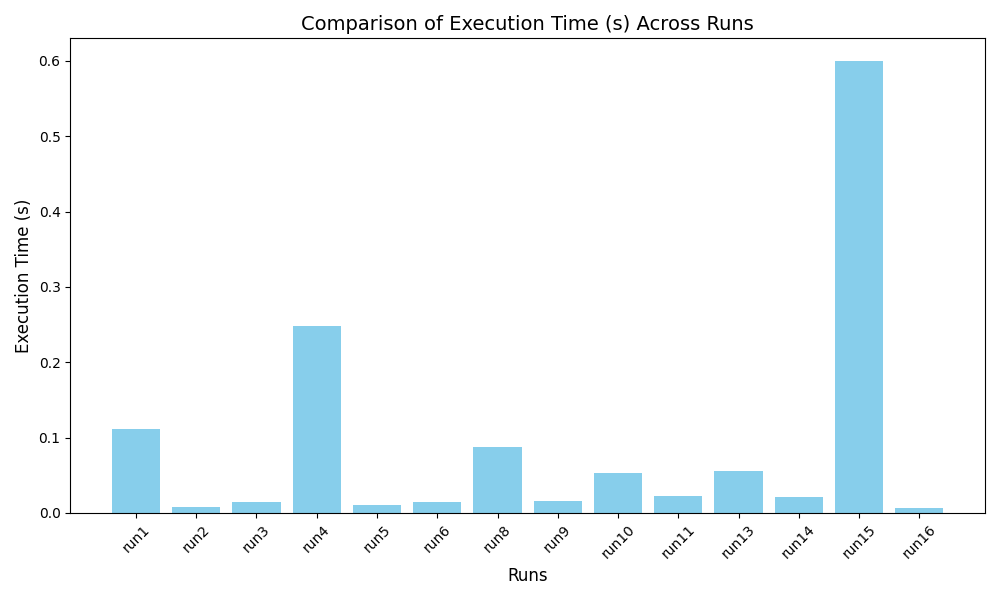 Comparison of Execution Time (s) Across Runs
Execution Time (s)
0.6
0.5
0.4
0.3
0.2
0.1
0.0
run1
run2
run3
run4
run5
run6
run8
run9
run10
run11
run13
run14
run15
run16
Runs